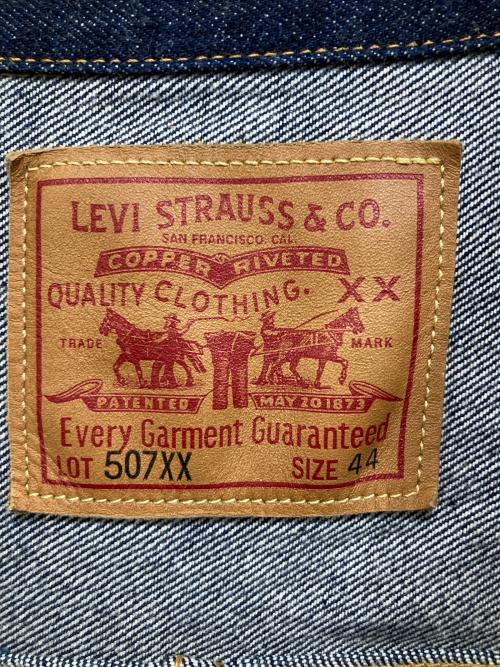 LEVI STRAUSS & CO.
SAN FRANCISCO. CAL.
COPPER RIVETED
QUALITY CLOTHING. XX
TRADE MARK
PATENTED MAY 20 1873
Every Garment Guaranteed
LOT 507XX SIZE 44